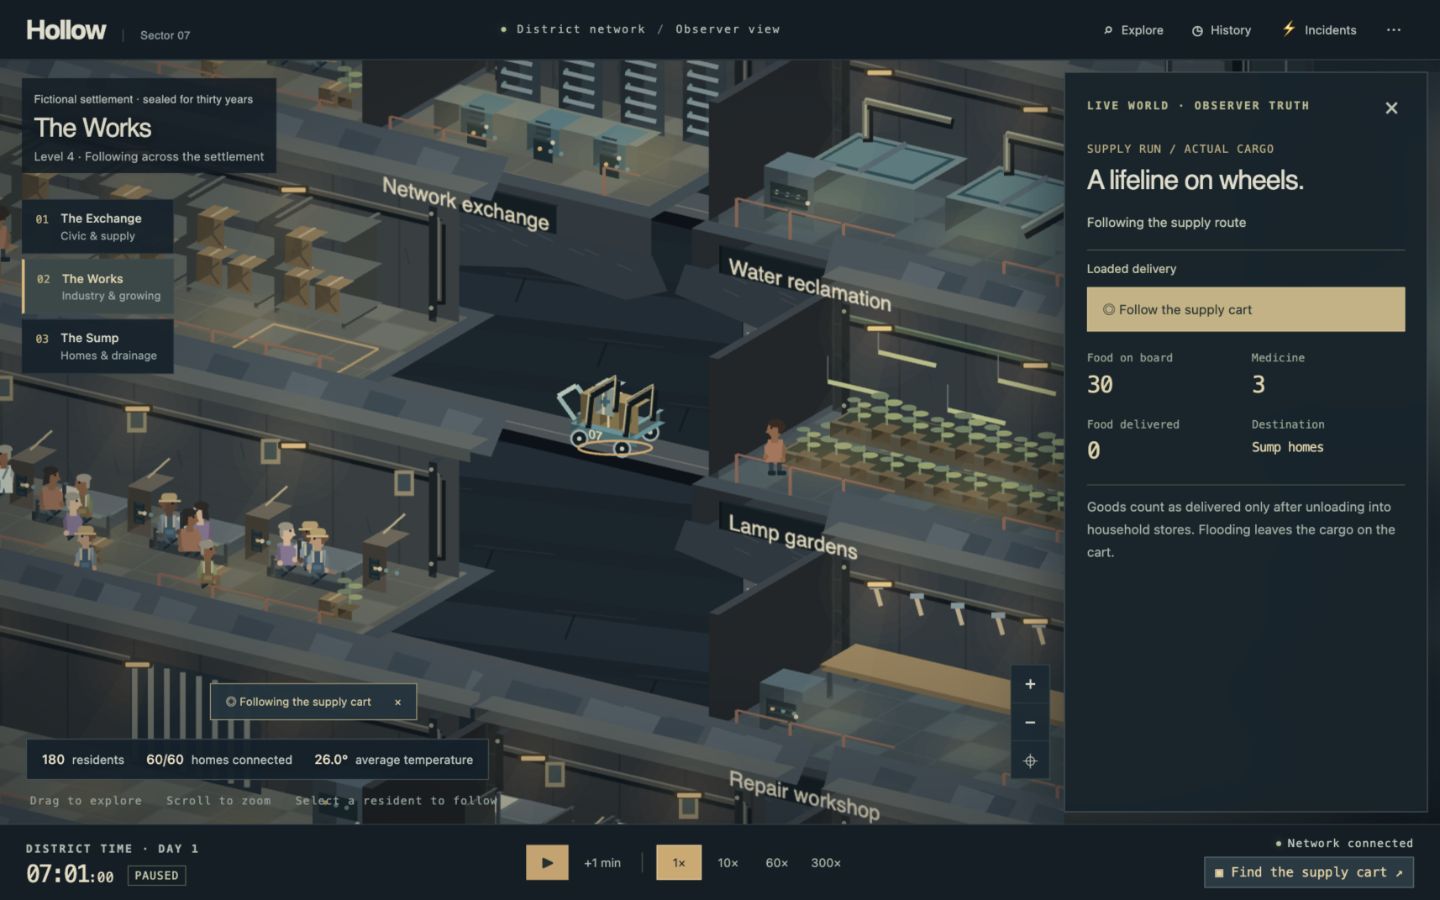 Hollow
Sector 07
District network / Observer view
Explore
History
Incidents
Fictional settlement · sealed for thirty years
The Works
Level 4 · Following across the settlement
01 The Exchange
Civic & supply
02 The Works
Industry & growing
03 The Sump
Homes & drainage
Network exchange
Water reclamation
Lamp gardens
Repair workshop
07
LIVE WORLD · OBSERVER TRUTH
SUPPLY RUN / ACTUAL CARGO
A lifeline on wheels.
Following the supply route
Loaded delivery
◎ Follow the supply cart
Food on board
30
Medicine
3
Food delivered
0
Destination
Sump homes
Goods count as delivered only after unloading into
household stores. Flooding leaves the cargo on the
cart.
◎ Following the supply cart ×
180 residents 60/60 homes connected 26.0° average temperature
Drag to explore Scroll to zoom Select a resident to follow
DISTRICT TIME · DAY 1
07:01:00 PAUSED
+1 min
1× 10× 60× 300×
Network connected
Find the supply cart ↗